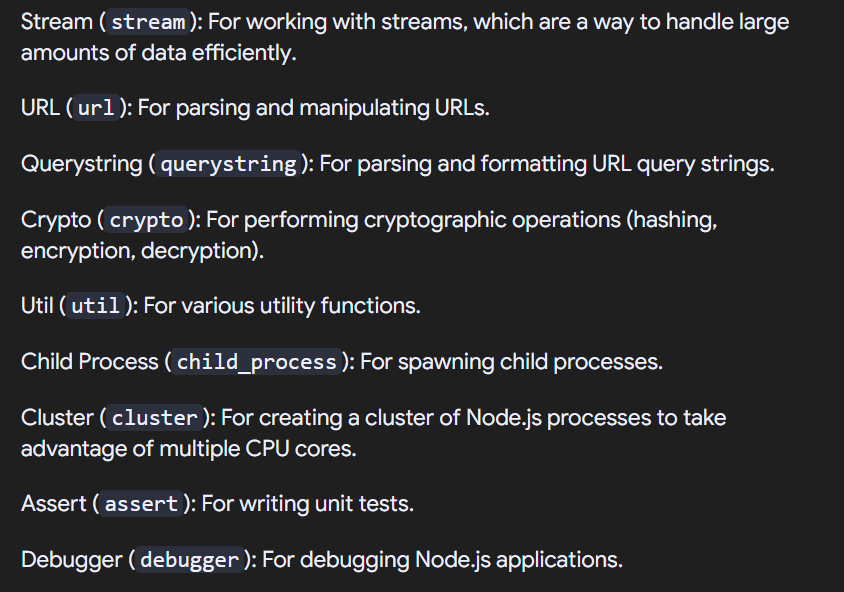 Stream (stream): For working with streams, which are a way to handle large
amounts of data efficiently.
URL (url): For parsing and manipulating URLs.
Querystring (querystring): For parsing and formatting URL query strings.
Crypto (crypto): For performing cryptographic operations (hashing,
encryption, decryption).
Util (util): For various utility functions.
Child Process (child_process): For spawning child processes.
Cluster (cluster): For creating a cluster of Node.js processes to take
advantage of multiple CPU cores.
Assert (assert): For writing unit tests.
Debugger (debugger): For debugging Node.js applications.